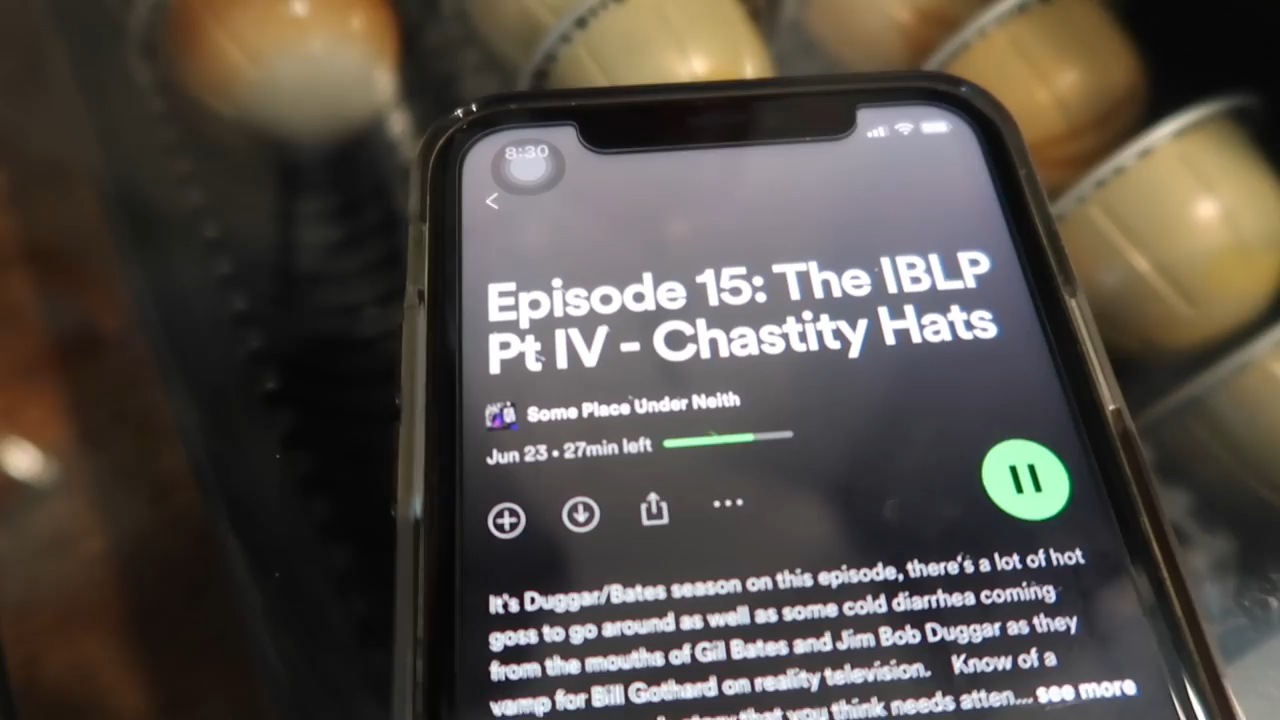 8:30
Episode 15: The IBLP
Pt IV - Chastity Hats
Some Place Under Neith
Jun 23 • 27min left
It's Duggar/Bates season on this episode, there's a lot of hot
goss to go around as well as some cold diarrhea coming
from the mouths of Gil Bates and Jim Bob Duggar as they
vamp for Bill Gothard on reality television. Know of a
story that you think needs atten... see more